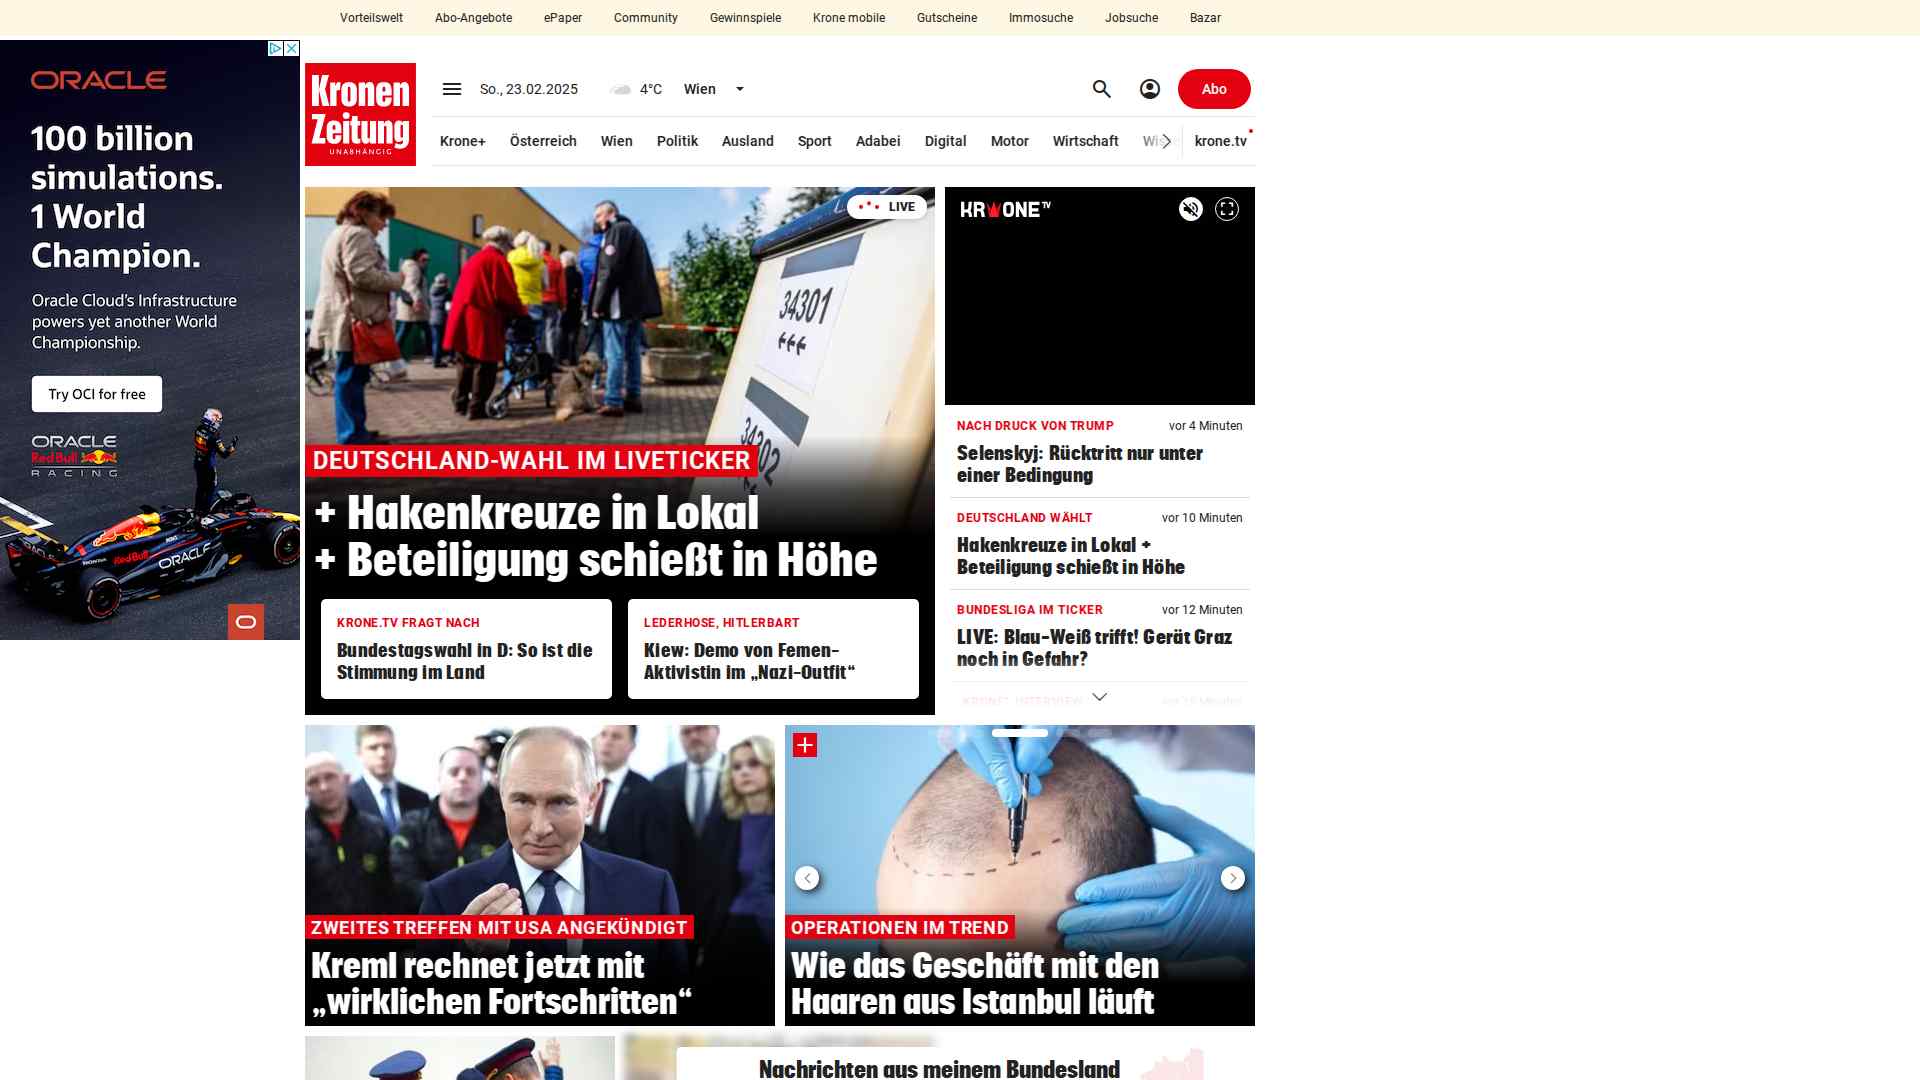 Vorteilswelt Abo-Angebote ePaper Community Gewinnspiele Krone mobile Gutscheine Immosuche Jobsuche Bazar
ORACLE
100 billion
simulations.
1 World
Champion.
Oracle Cloud's Infrastructure
powers yet another World
Championship.
Try OCI for free
ORACLE
Red Bull
RACING
Kronen
Zeitung
UNABHÄNGIG
So., 23.02.2025 4°C Wien
Abo
Krone+ Österreich Wien Politik Ausland Sport Adabei Digital Motor Wirtschaft krone.tv
LIVE
34301
DEUTSCHLAND-WAHL IM LIVETICKER
+ Hakenkreuze in Lokal
+ Beteiligung schießt in Höhe
KRONE.TV FRAGT NACH
Bundestagswahl in D: So ist die
Stimmung im Land
LEDERHOSE, HITLERBART
Kiew: Demo von Femen-
Aktivistin im „Nazi-Outfit“
KRONE TV
NACH DRUCK VON TRUMP vor 4 Minuten
Selenskyj: Rücktritt nur unter
einer Bedingung
DEUTSCHLAND WÄHLT vor 10 Minuten
Hakenkreuze in Lokal +
Beteiligung schießt in Höhe
BUNDESLIGA IM TICKER vor 12 Minuten
LIVE: Blau-Weiß trifft! Gerät Graz
noch in Gefahr?
ZWEITES TREFFEN MIT USA ANGEKÜNDIGT
Kreml rechnet jetzt mit
„wirklichen Fortschritten“
OPERATIONEN IM TREND
Wie das Geschäft mit den
Haaren aus Istanbul läuft
Nachrichten aus meinem Bundesland